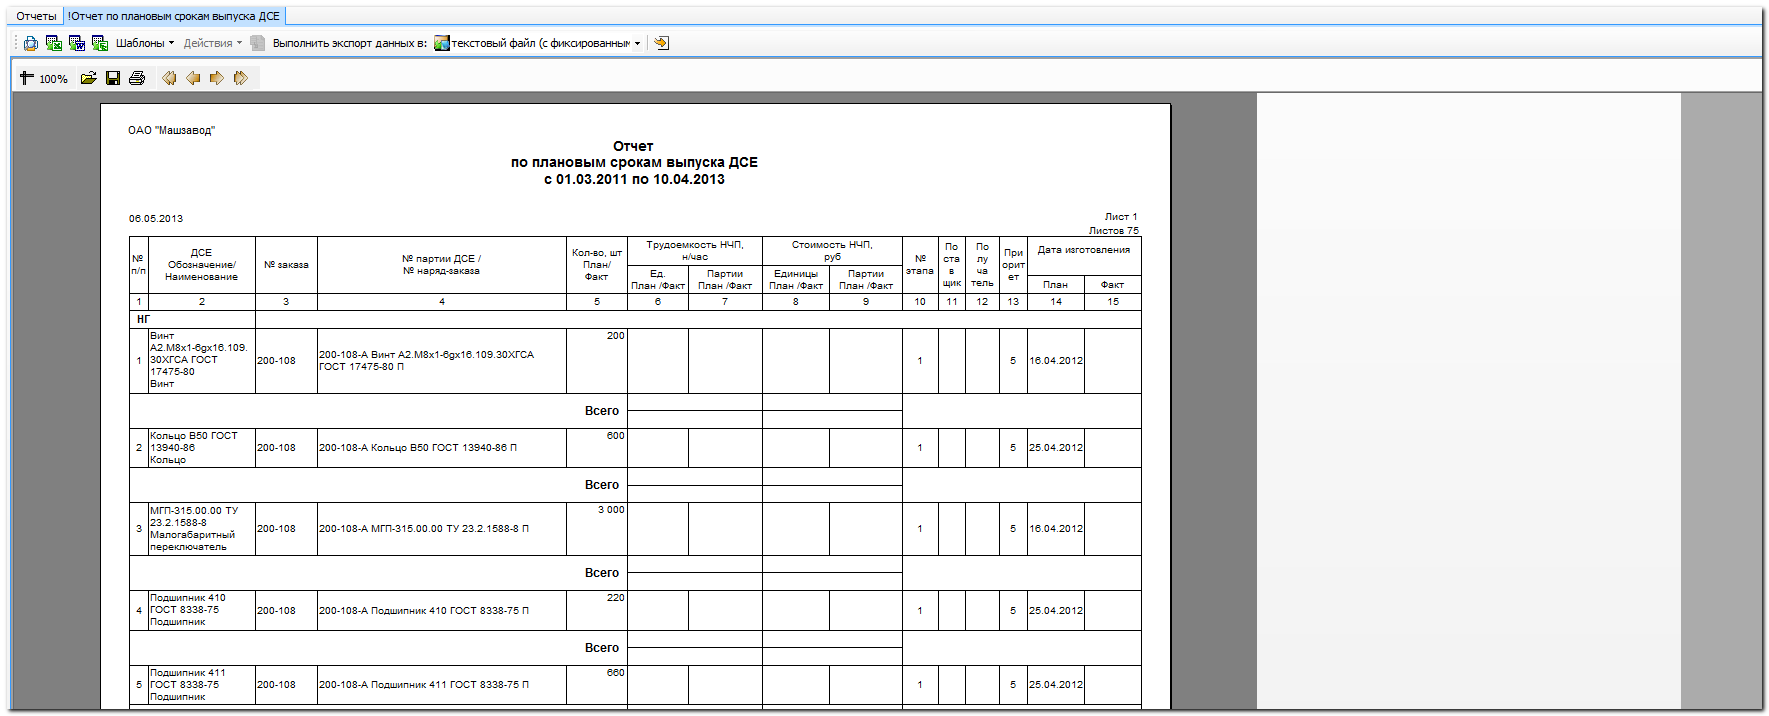 Отчеты !Отчет по плановым срокам выпуска ДСЕ
Шаблоны Действия Выполнить экспорт данных в: текстовый файл (с фиксированным
100%
ОАО "Машзавод"
Отчет
по плановым срокам выпуска ДСЕ
с 01.03.2011 по 10.04.2013
06.05.2013
Лист 1
Листов 75
№ п/п
ДСЕ
Обозначение/
Наименование
№ заказа
№ партии ДСЕ /
№ наряд-заказа
Кол-во, шт
План/
Факт
Трудоемкость НЧП,
н/час
Ед.
План /Факт
Партии
План /Факт
Стоимость НЧП,
руб
Единицы
План /Факт
Партии
План /Факт
№
этапа
По
ста
в
щик
По
лу
ча
тель
При
орит
ет
Дата изготовления
План Факт
1 2 3 4 5 6 7 8 9 10 11 12 13 14 15
НГ
200
Винт
А2.М8х1-6gх16.109.
30ХГСА ГОСТ
17475-80
Винт
1 200-108
200-108-А Винт А2.М8х1-6gх16.109.30ХГСА
ГОСТ 17475-80 П
1 5 16.04.2012
Всего
600
Кольцо В50 ГОСТ
13940-86
Кольцо
2 200-108 200-108-А Кольцо В50 ГОСТ 13940-86 П 1 5 25.04.2012
Всего
3 000
МГП-315.00.00 ТУ
23.2.1588-8
Малогабаритный
переключатель
3 200-108 200-108-А МГП-315.00.00 ТУ 23.2.1588-8 П 1 5 16.04.2012
Всего
220
Подшипник 410
ГОСТ 8338-75
Подшипник
4 200-108 200-108-А Подшипник 410 ГОСТ 8338-75 П 1 5 25.04.2012
Всего
660
Подшипник 411
ГОСТ 8338-75
Подшипник
5 200-108 200-108-А Подшипник 411 ГОСТ 8338-75 П 1 5 25.04.2012